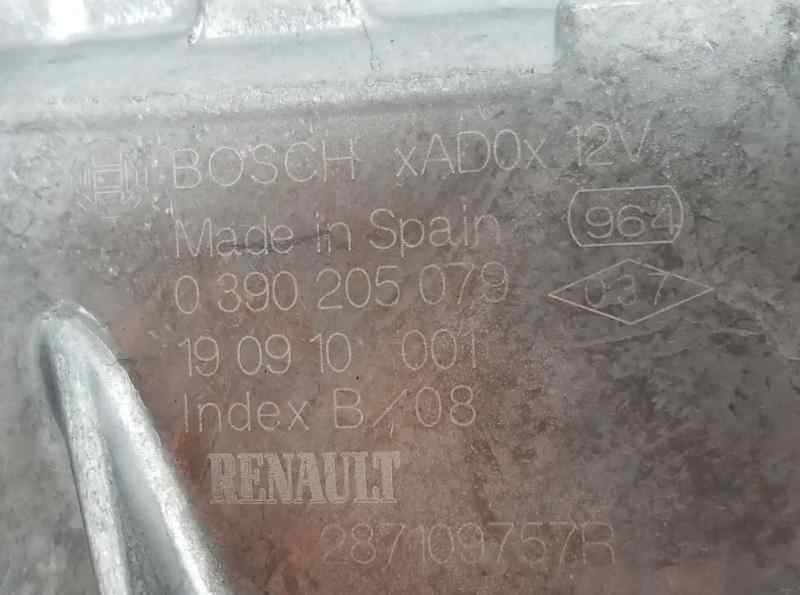 BOSCH xAD0x 12V
Made in Spain 964
0 390 205 079 037
19 09 10 001
Index B/08
RENAULT
287109757R